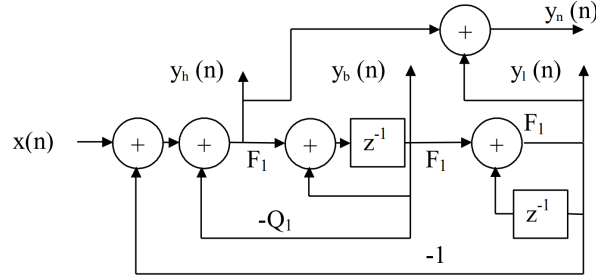 yₙ (n)
+
yₕ (n)
y_b (n)
yₗ (n)
x(n)
+
+
F₁
+
z⁻¹
F₁
+
F₁
z⁻¹
-Q₁
-1